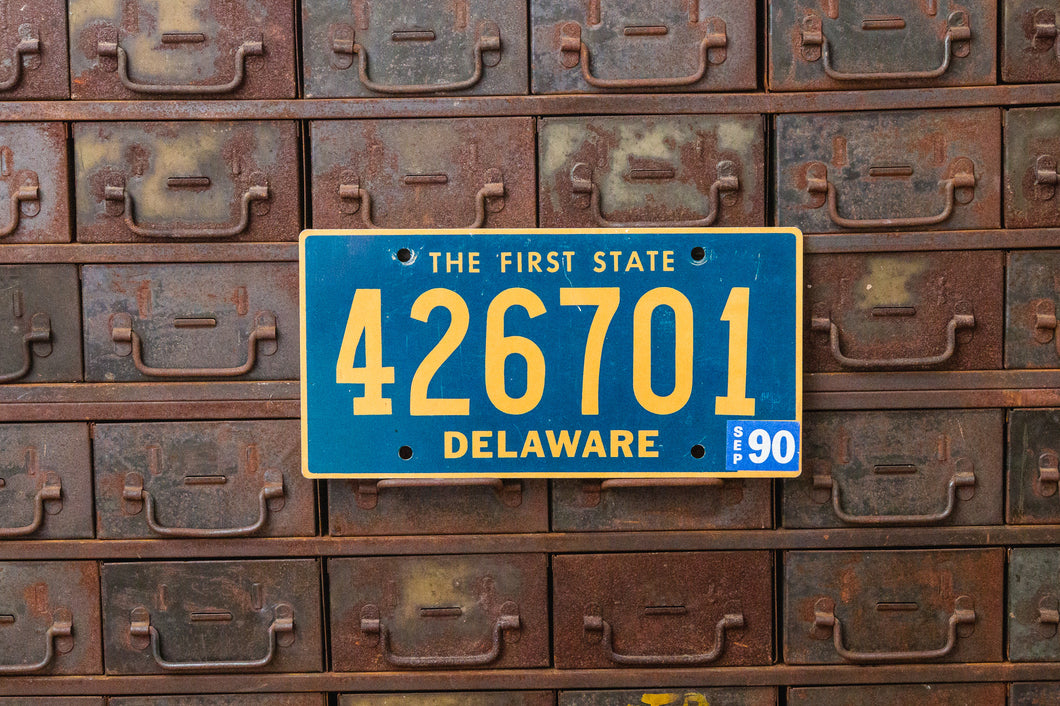 THE FIRST STATE
426701
DELAWARE
SEP 90